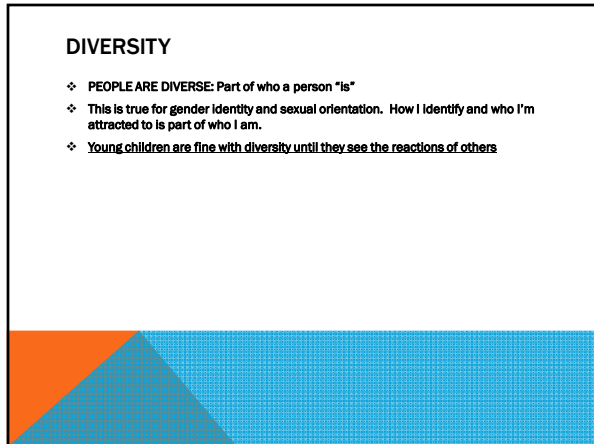 DIVERSITY
❖ PEOPLE ARE DIVERSE: Part of who a person “is”
❖ This is true for gender identity and sexual orientation.  How I identify and who I’m
attracted to is part of who I am.
❖ Young children are fine with diversity until they see the reactions of others